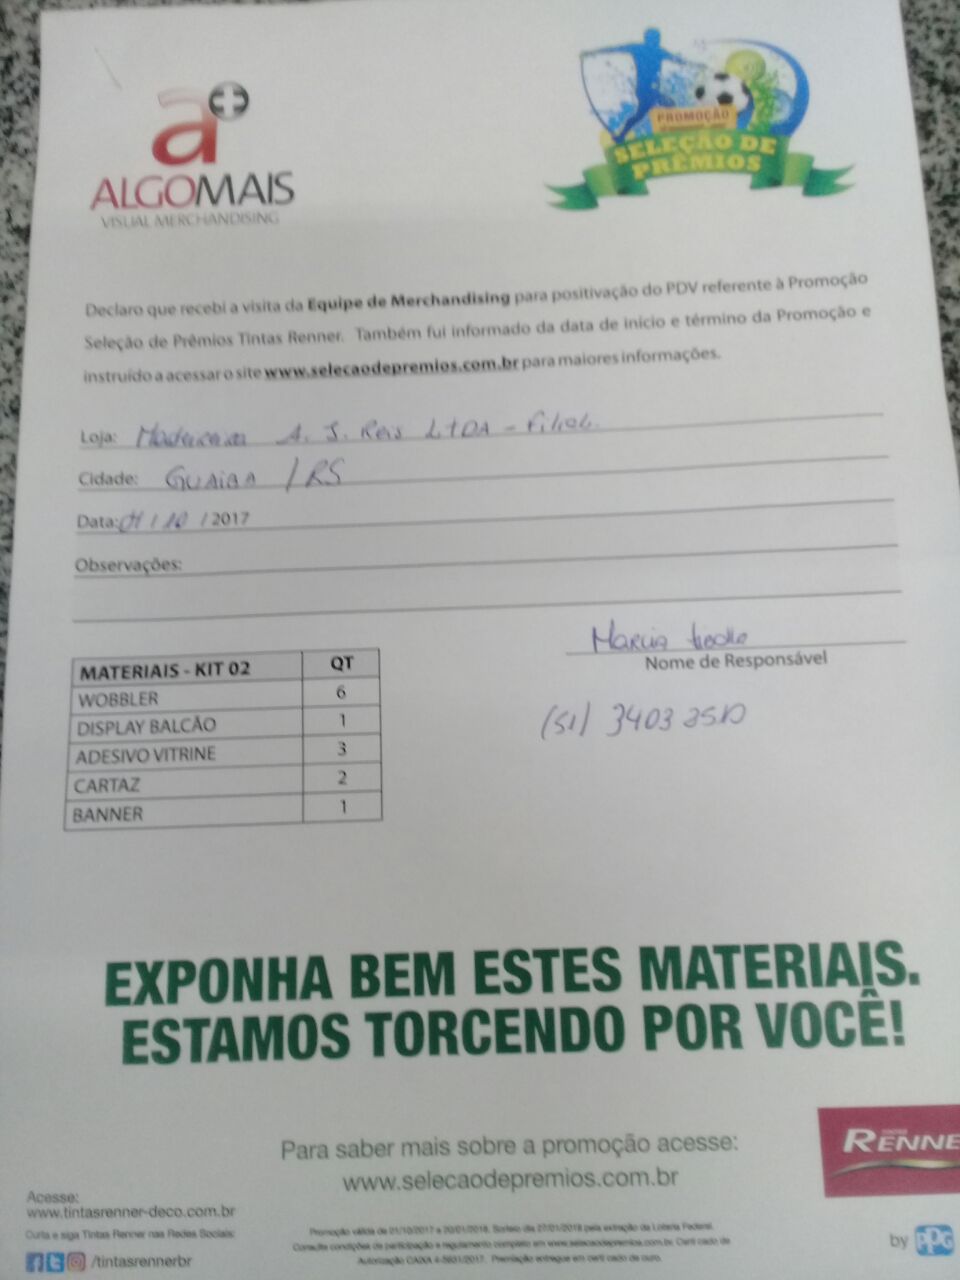 a+
ALGOMAIS
VISUAL MERCHANDISING
PROMOÇÃO
SELEÇÃO DE
PRÊMIOS
Declaro que recebi a visita da Equipe de Merchandising para positivação do PDV referente à Promoção
Seleção de Prêmios Tintas Renner. Também fui informado da data de início e término da Promoção e
instruído a acessar o site www.selecaodepremios.com.br para maiores informações.
Loja: Madeireira A. J. Reis LTDA - Filial
Cidade: GUAIBA / RS
Data: / 10 / 2017
Observações:
Marcia
Nome de Responsável
(51) 3403
MATERIAIS - KIT 02 QT
WOBBLER 6
DISPLAY BALCÃO 1
ADESIVO VITRINE 3
CARTAZ 2
BANNER 1
EXPONHA BEM ESTES MATERIAIS.
ESTAMOS TORCENDO POR VOCÊ!
Para saber mais sobre a promoção acesse:
www.selecaodepremios.com.br
TINTAS
RENNE
Acesse:
www.tintasrenner-deco.com.br
Curta e siga Tintas Renner nas Redes Sociais:
/tintasrennerbr
Promoção válida de 01/10/2017 a 20/01/2018. Sorteio dia 27/01/2018 pela extração da Loteria Federal.
Consulte condições de participação e regulamento completo em www.selecaodepremios.com.br. Certificado de
Autorização CAIXA Premiação entregue em certificado de ouro.
by PPG